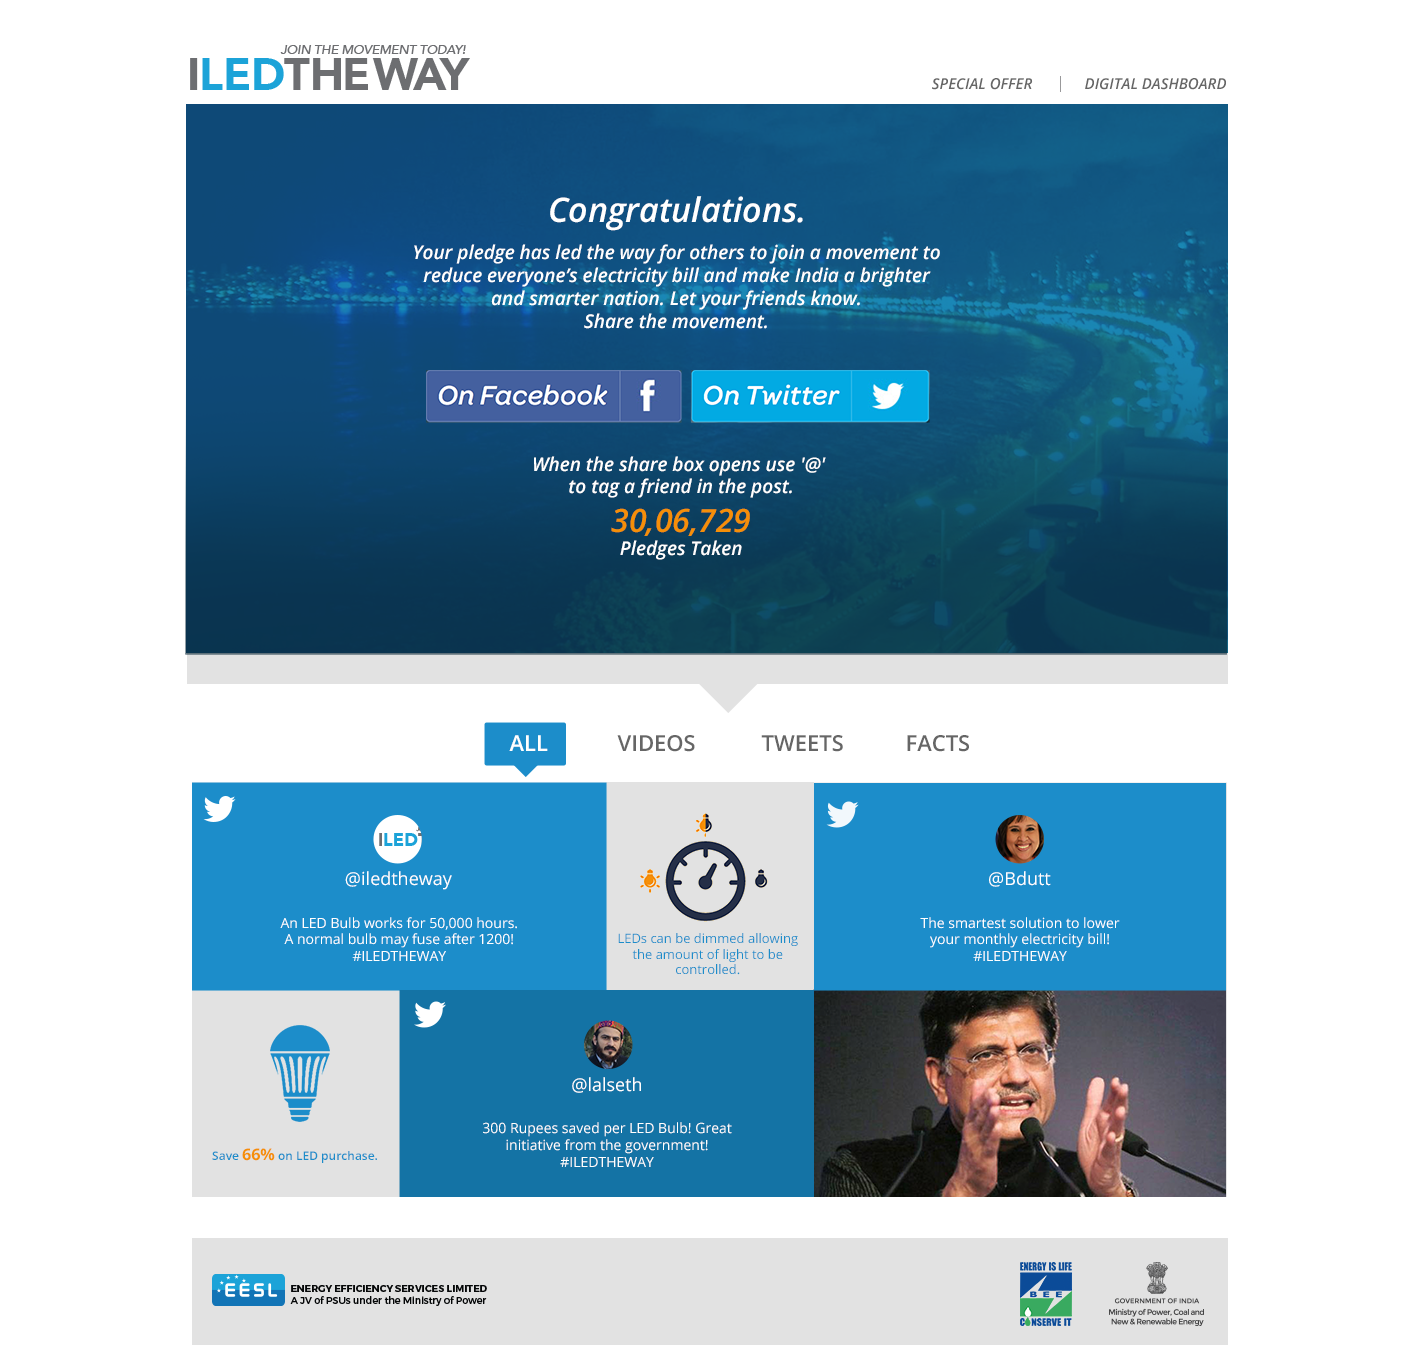 JOIN THE MOVEMENT TODAY!
ILEDTHEWAY
SPECIAL OFFER
DIGITAL DASHBOARD
Congratulations.
Your pledge has led the way for others to join a movement to
reduce everyone’s electricity bill and make India a brighter
and smarter nation. Let your friends know.
Share the movement.
On Facebook
On Twitter
When the share box opens use '@'
to tag a friend in the post.
30,06,729
Pledges Taken
ALL
VIDEOS
TWEETS
FACTS
ILED
@iledtheway
An LED Bulb works for 50,000 hours.
A normal bulb may fuse after 1200!
#ILEDTHEWAY
LEDs can be dimmed allowing
the amount of light to be
controlled.
@Bdutt
The smartest solution to lower
your monthly electricity bill!
#ILEDTHEWAY
Save 66% on LED purchase.
@lalseth
300 Rupees saved per LED Bulb! Great
initiative from the government!
#ILEDTHEWAY
EESL
ENERGY EFFICIENCY SERVICES LIMITED
A JV of PSUs under the Ministry of Power
ENERGY IS LIFE
BEE
CONSERVE IT
GOVERNMENT OF INDIA
Ministry of Power, Coal and
New & Renewable Energy